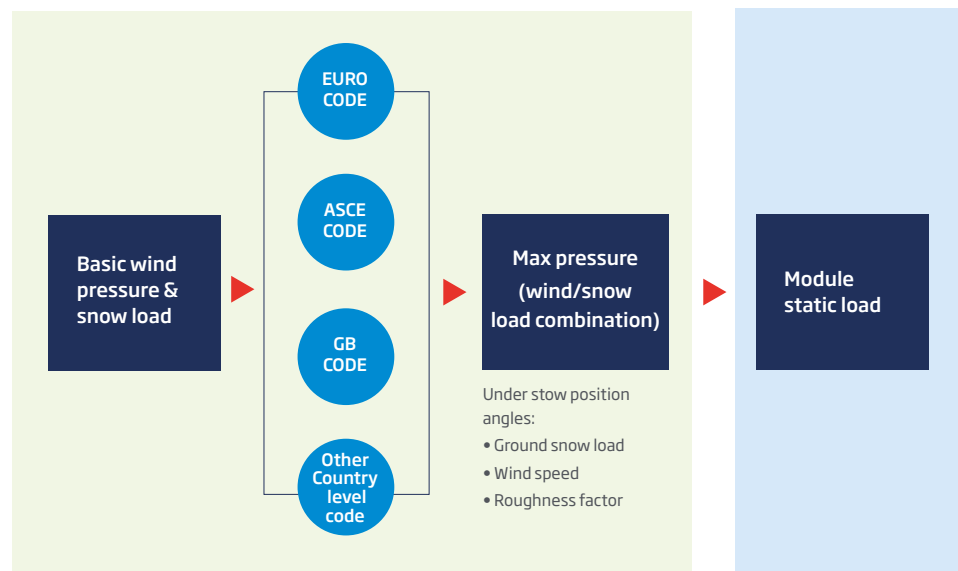 Basic wind
pressure &
snow load
EURO
CODE
ASCE
CODE
GB
CODE
Other
Country
level
code
Max pressure
(wind/snow
load combination)
Under stow position
angles:
• Ground snow load
• Wind speed
• Roughness factor
Module
static load